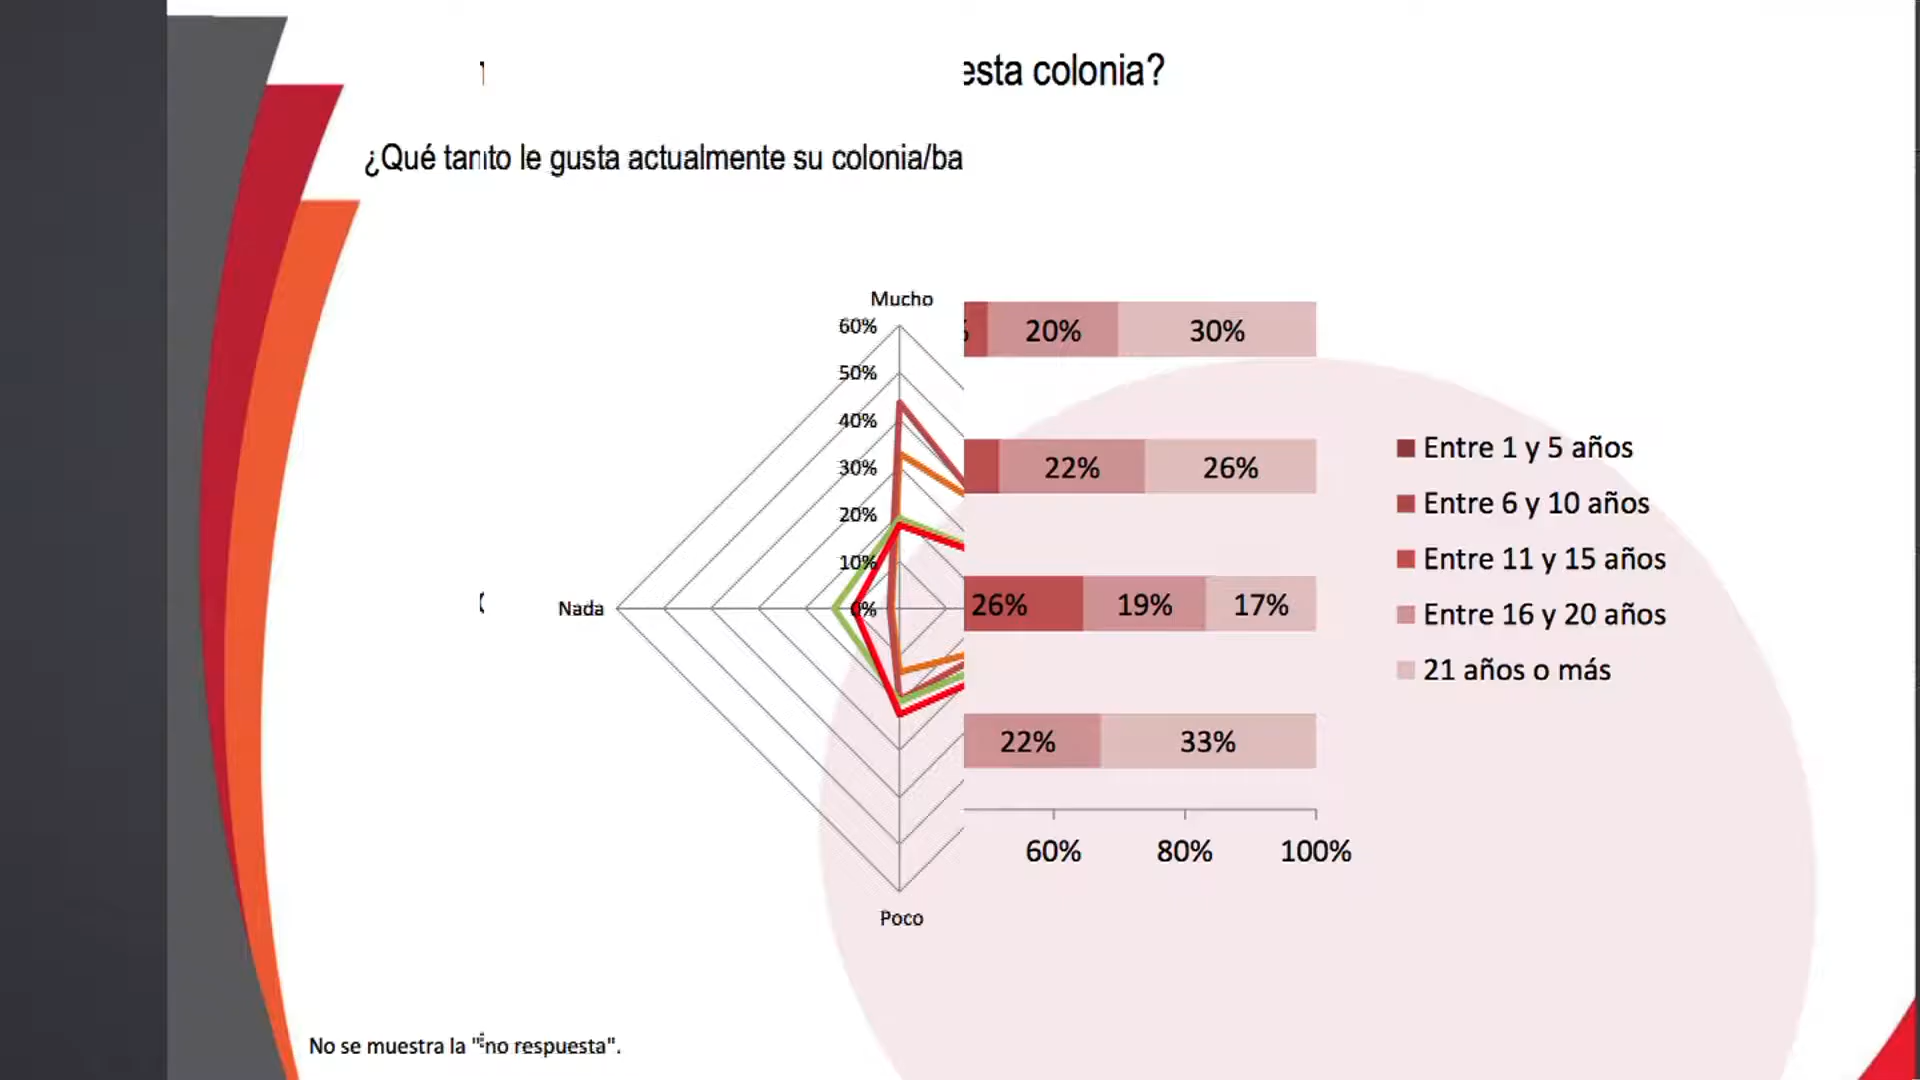 esta colonia?
¿Qué tanto le gusta actualmente su colonia/ba
Mucho
60%
50%
40%
30%
20%
10%
0%
Nada
Poco
20% 30%
22% 26%
26% 19% 17%
22% 33%
60% 80% 100%
Entre 1 y 5 años
Entre 6 y 10 años
Entre 11 y 15 años
Entre 16 y 20 años
21 años o más
No se muestra la "no respuesta".